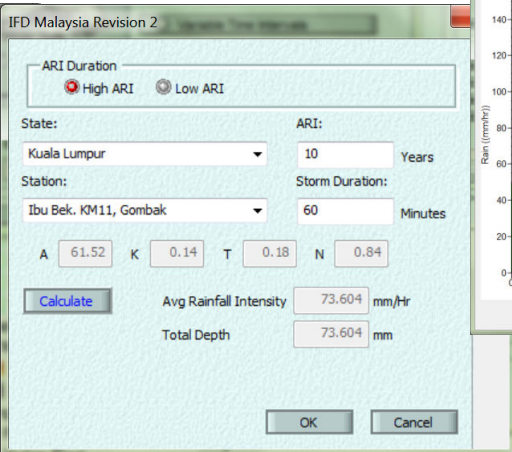 IFD Malaysia Revision 2
ARI Duration
High ARI Low ARI
State: ARI:
Kuala Lumpur 10 Years
Station: Storm Duration:
Ibu Bek. KM11, Gombak 60 Minutes
A 61.52 K 0.14 T 0.18 N 0.84
Calculate Avg Rainfall Intensity 73.604 mm/Hr
Total Depth 73.604 mm
OK Cancel
140
120
100
80
60
40
20
0
Rain ((mm/hr))